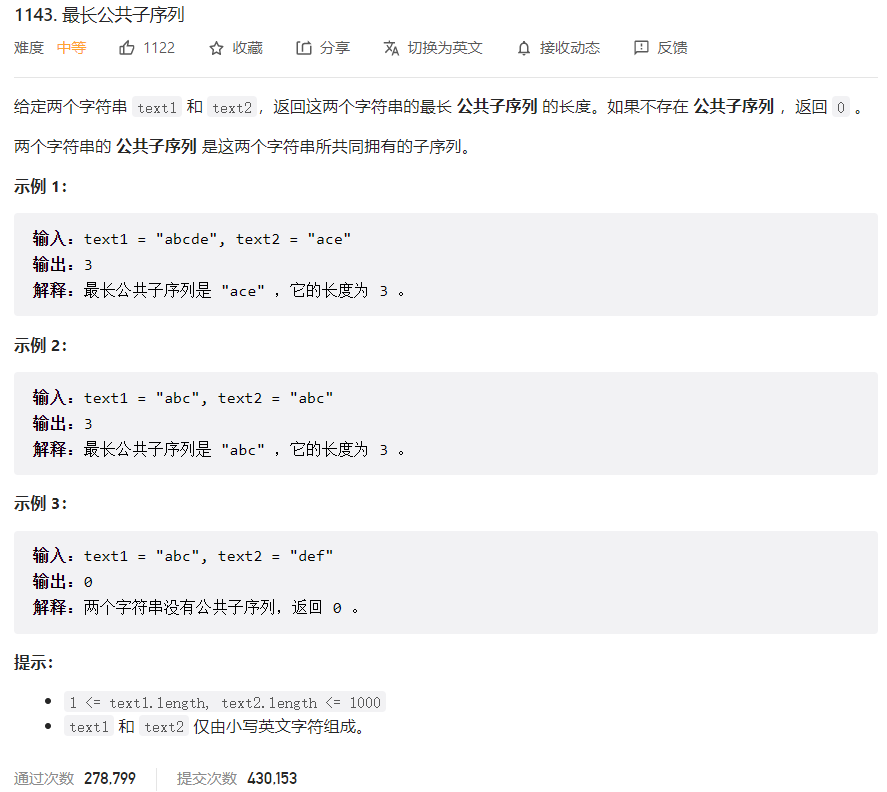 1143. 最长公共子序列
难度 中等 1122 收藏 分享 切换为英文 接收动态 反馈
给定两个字符串 text1 和 text2，返回这两个字符串的最长 公共子序列 的长度。如果不存在 公共子序列 ，返回 0 。
两个字符串的 公共子序列 是这两个字符串所共同拥有的子序列。
示例 1：
输入：text1 = "abcde", text2 = "ace"
输出：3
解释：最长公共子序列是 "ace" ，它的长度为 3 。
示例 2：
输入：text1 = "abc", text2 = "abc"
输出：3
解释：最长公共子序列是 "abc" ，它的长度为 3 。
示例 3：
输入：text1 = "abc", text2 = "def"
输出：0
解释：两个字符串没有公共子序列，返回 0 。
提示：
• 1 <= text1.length, text2.length <= 1000
• text1 和 text2 仅由小写英文字符组成。
通过次数 278,799 提交次数 430,153